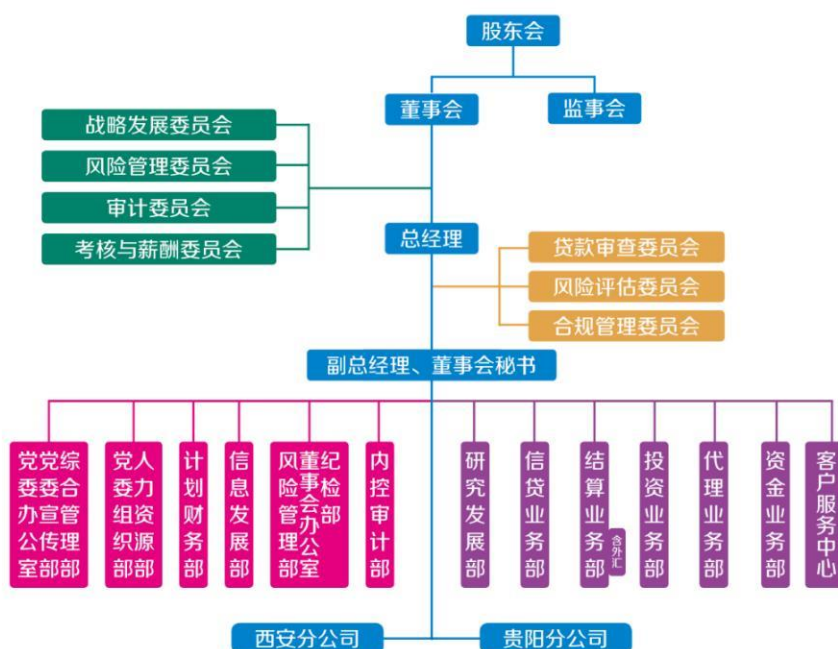 股东会
董事会
监事会
战略发展委员会
风险管理委员会
审计委员会
考核与薪酬委员会
总经理
贷款审查委员会
风险评估委员会
合规管理委员会
副总经理、董事会秘书
党委办公室
党委宣传部
综合管理部
党委组织部
人力资源部
计划财务部
信息发展部
风险管理部
董事会办公室
纪检部
内控审计部
研究发展部
信贷业务部
结算业务部
含外汇
投资业务部
代理业务部
资金业务部
客户服务中心
西安分公司
贵阳分公司